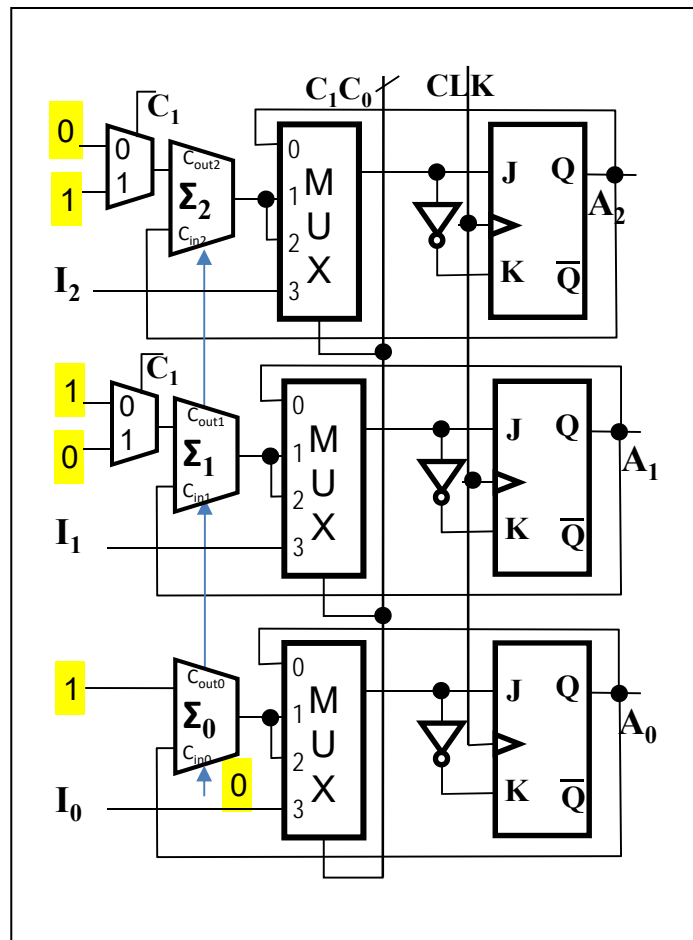 C₁C₀ CLK
C₁
0
0
1
1
Cout2
Σ₂
Cin2
0
1
2
3
M
U
X
J
Q
K
Q̅
A₂
I₂
C₁
1
0
0
1
Cout1
Σ₁
Cin1
0
1
2
3
M
U
X
J
Q
K
Q̅
A₁
I₁
1
Cout0
Σ₀
Cin0
0
0
1
2
3
M
U
X
J
Q
K
Q̅
A₀
I₀